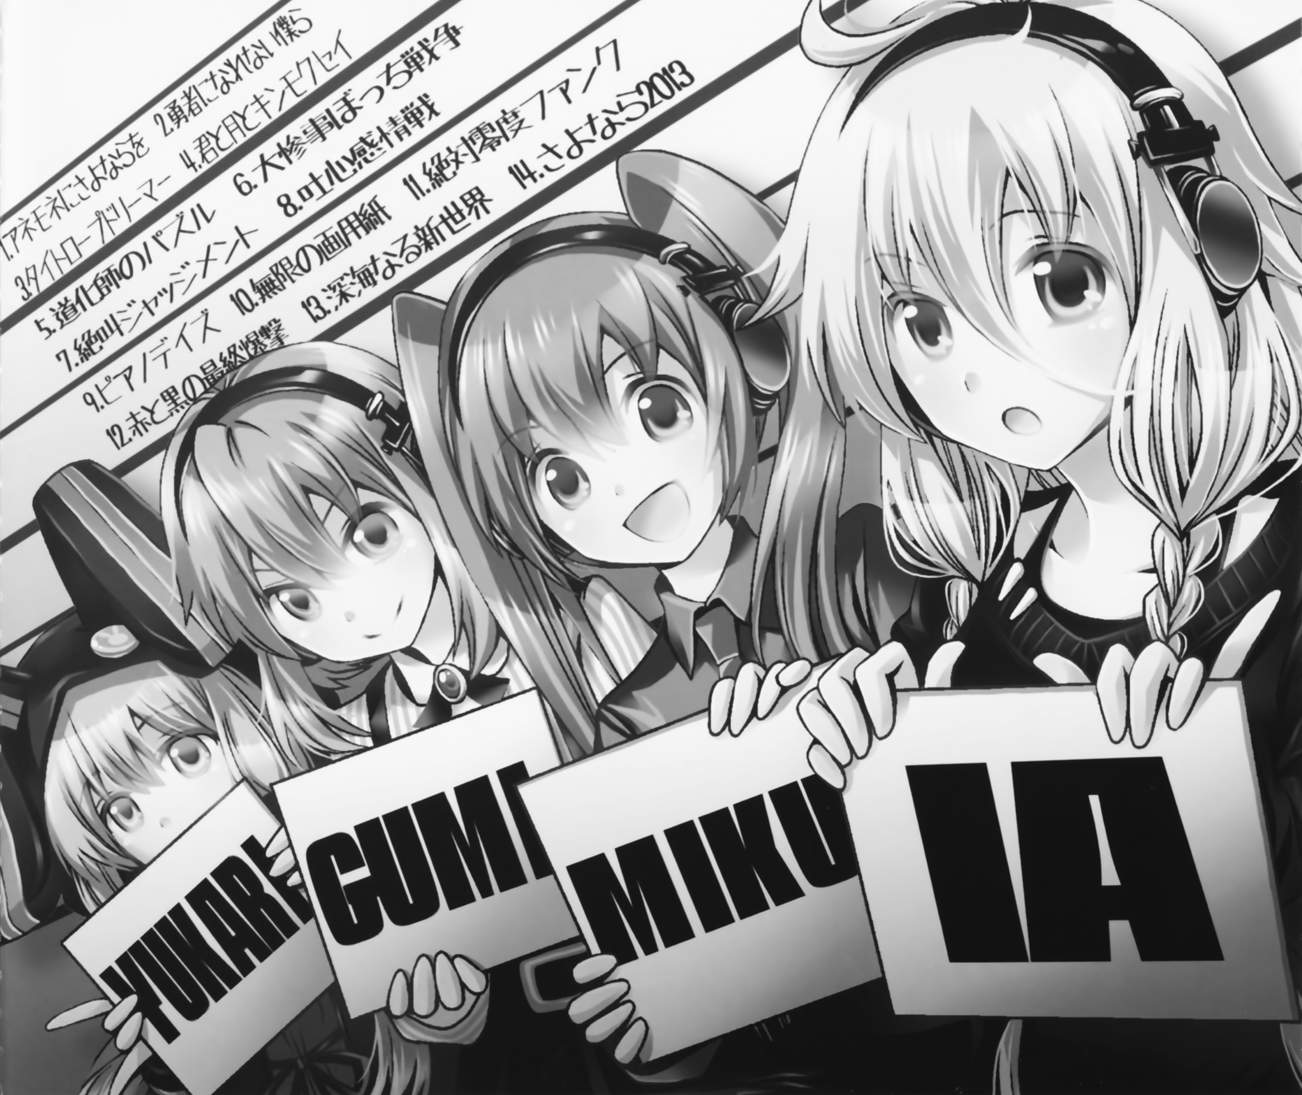 1.アネモネにさよならを 2.勇者になれない僕ら
3.タイトロープドリーマー 4.君と月とキンモクセイ
5.道化師のパズル 6.大惨事ぼっち戦争
7.絶叫ジャッジメント 8.吐心感情戦
9.ピアノデイズ 10.無限の画用紙 11.絶対零度ファンク
12.赤と黒の最終爆撃 13.深海なる新世界 14.さよなら2013
YUKARI
GUMI
MIKU
IA